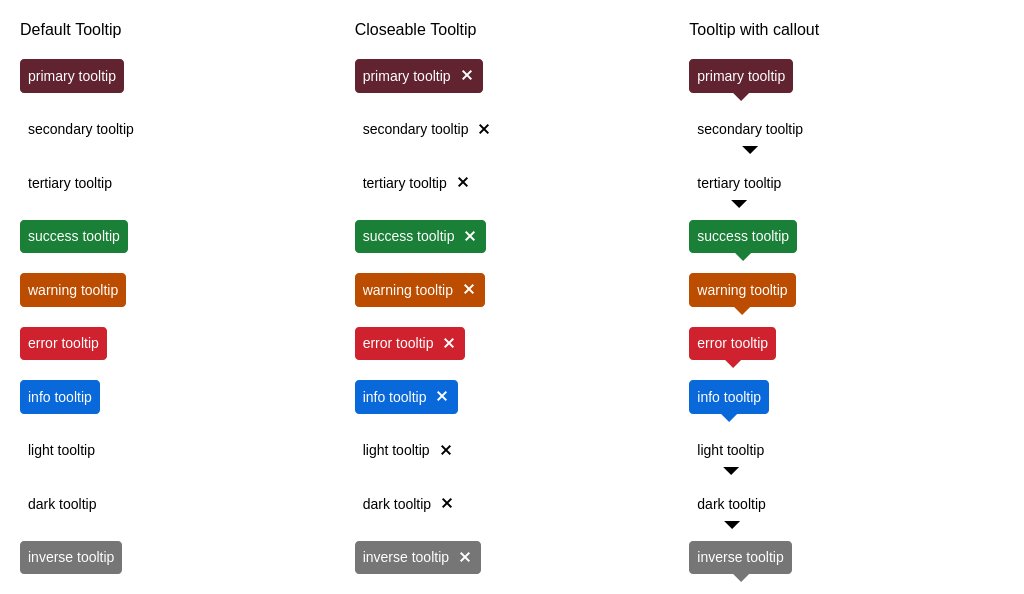 Default Tooltip
primary tooltip
secondary tooltip
tertiary tooltip
success tooltip
warning tooltip
error tooltip
info tooltip
light tooltip
dark tooltip
inverse tooltip
Closeable Tooltip
primary tooltip ×
secondary tooltip ×
tertiary tooltip ×
success tooltip ×
warning tooltip ×
error tooltip ×
info tooltip ×
light tooltip ×
dark tooltip ×
inverse tooltip ×
Tooltip with callout
primary tooltip
secondary tooltip
tertiary tooltip
success tooltip
warning tooltip
error tooltip
info tooltip
light tooltip
dark tooltip
inverse tooltip